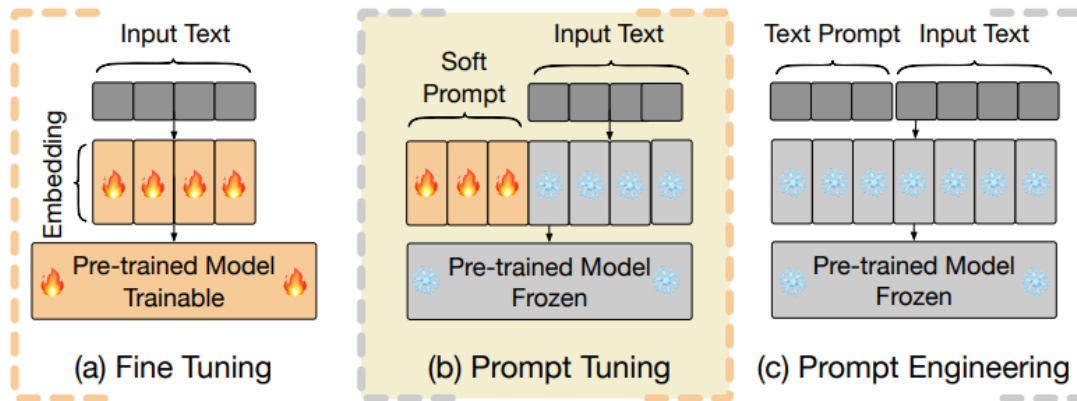 Input Text
Embedding
Pre-trained Model
Trainable
(a) Fine Tuning
Input Text
Soft
Prompt
Pre-trained Model
Frozen
(b) Prompt Tuning
Text Prompt
Input Text
Pre-trained Model
Frozen
(c) Prompt Engineering